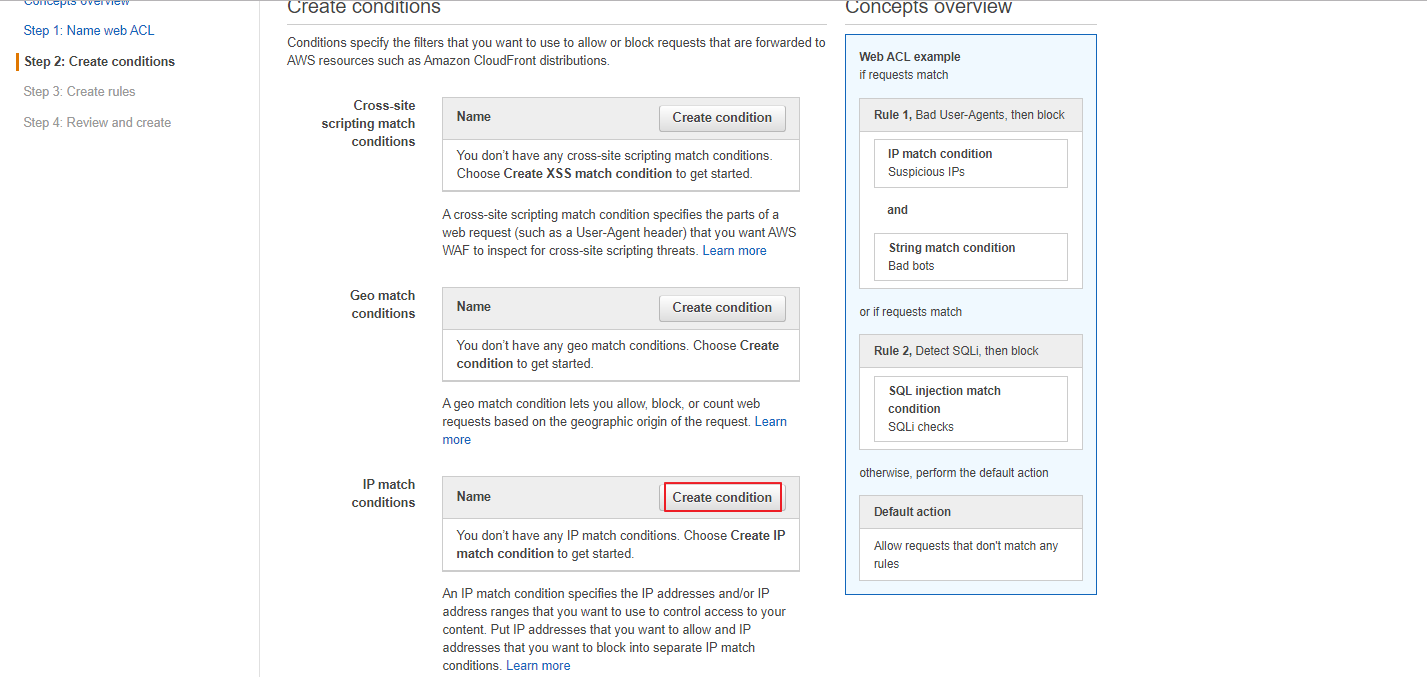 Concepts overview
Step 1: Name web ACL
Step 2: Create conditions
Step 3: Create rules
Step 4: Review and create
Create conditions
Conditions specify the filters that you want to use to allow or block requests that are forwarded to
AWS resources such as Amazon CloudFront distributions.
Cross-site
scripting match
conditions
Name
Create condition
You don’t have any cross-site scripting match conditions.
Choose Create XSS match condition to get started.
A cross-site scripting match condition specifies the parts of a
web request (such as a User-Agent header) that you want AWS
WAF to inspect for cross-site scripting threats. Learn more
Geo match
conditions
Name
Create condition
You don’t have any geo match conditions. Choose Create
condition to get started.
A geo match condition lets you allow, block, or count web
requests based on the geographic origin of the request. Learn
more
IP match
conditions
Name
Create condition
You don’t have any IP match conditions. Choose Create IP
match condition to get started.
An IP match condition specifies the IP addresses and/or IP
address ranges that you want to use to control access to your
content. Put IP addresses that you want to allow and IP
addresses that you want to block into separate IP match
conditions. Learn more
Concepts overview
Web ACL example
if requests match
Rule 1, Bad User-Agents, then block
IP match condition
Suspicious IPs
and
String match condition
Bad bots
or if requests match
Rule 2, Detect SQLi, then block
SQL injection match
condition
SQLi checks
otherwise, perform the default action
Default action
Allow requests that don't match any
rules